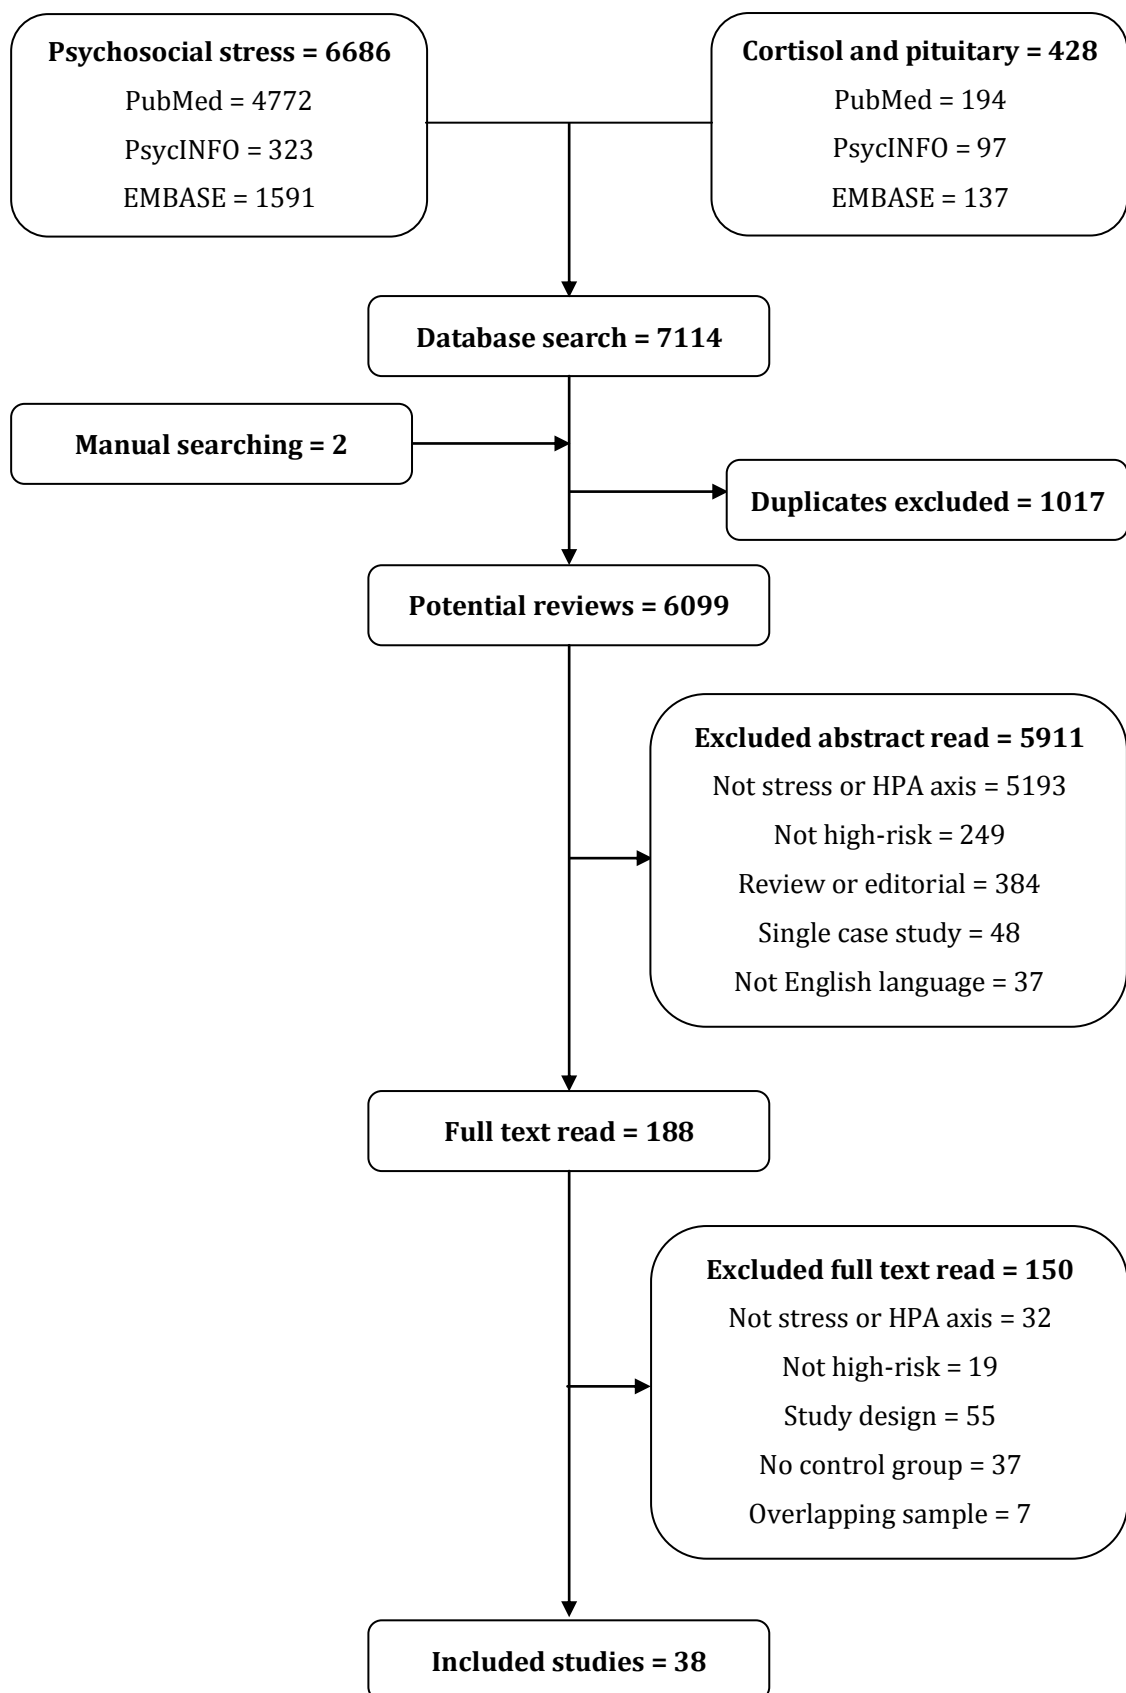 Psychosocial stress = 6686
PubMed = 4772
PsycINFO = 323
EMBASE = 1591
Cortisol and pituitary = 428
PubMed = 194
PsycINFO = 97
EMBASE = 137
Database search = 7114
Manual searching = 2
Duplicates excluded = 1017
Potential reviews = 6099
Excluded abstract read = 5911
Not stress or HPA axis = 5193
Not high-risk = 249
Review or editorial = 384
Single case study = 48
Not English language = 37
Full text read = 188
Excluded full text read = 150
Not stress or HPA axis = 32
Not high-risk = 19
Study design = 55
No control group = 37
Overlapping sample = 7
Included studies = 38